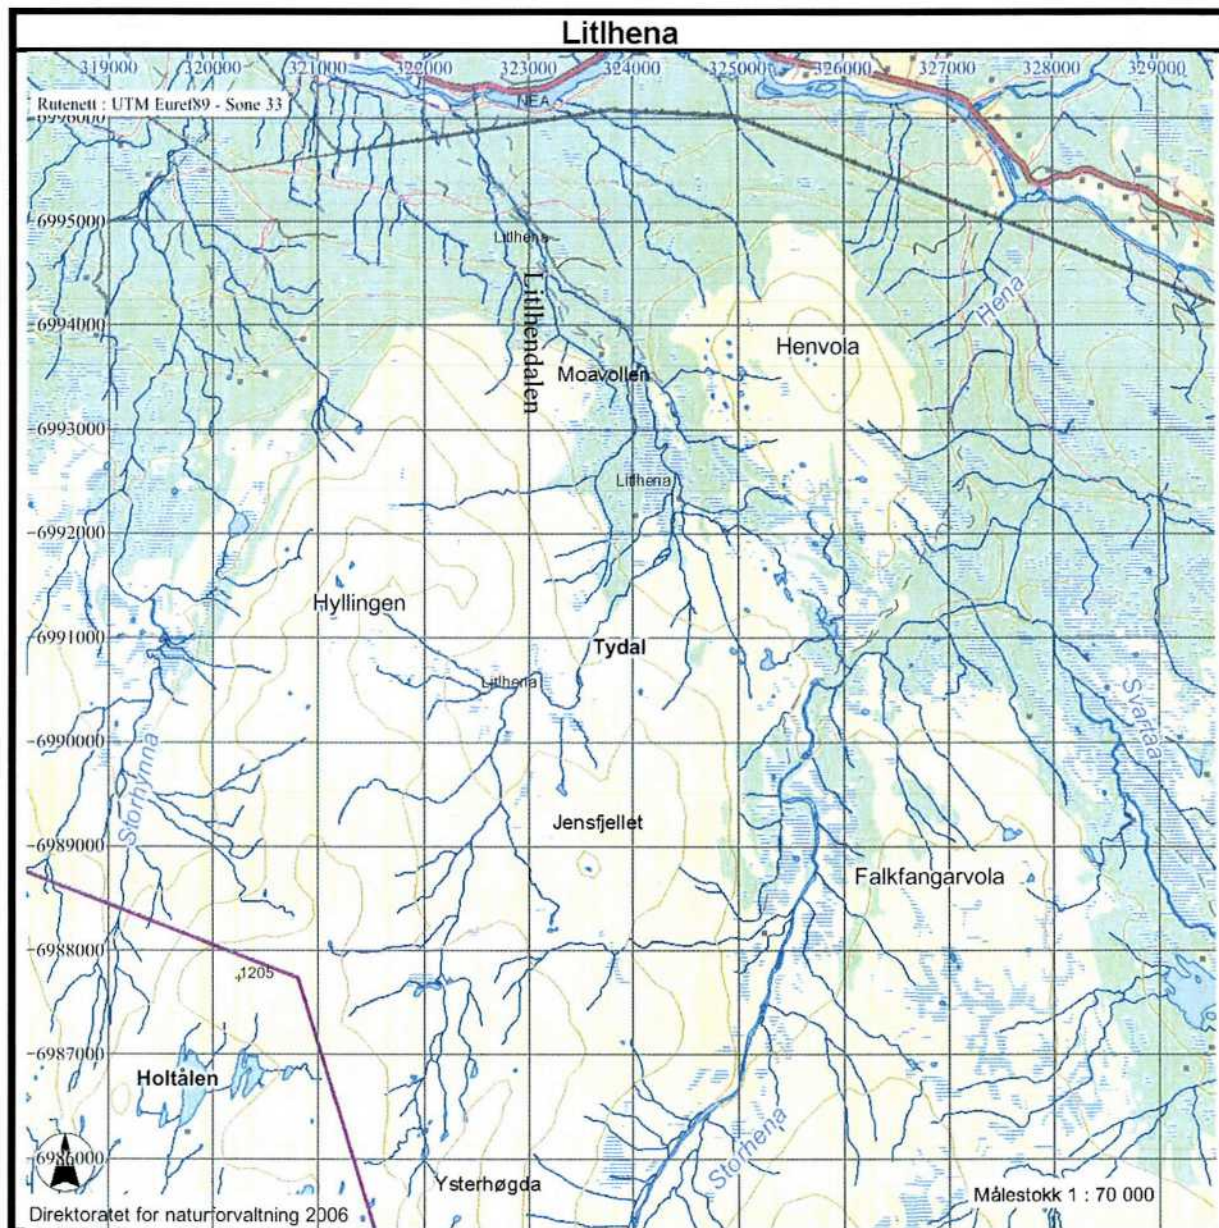 Litlhena
319000 320000 321000 322000 323000 324000 325000 326000 327000 328000 329000
Rutenett : UTM Euref89 - Sone 33
NEA
6996000
6995000
Litlhena
Litlhendalen
Hena
6994000
Henvola
Moavollen
6993000
Litlhena
6992000
Hyllingen
6991000
Tydal
Litlhena
Svartåa
6990000
Storhynna
Jensfjellet
6989000
Falkfangarvola
6988000
1205
6987000
Holtålen
Storhena
6986000
Ysterhøgda
Målestokk 1 : 70 000
Direktoratet for naturforvaltning 2006